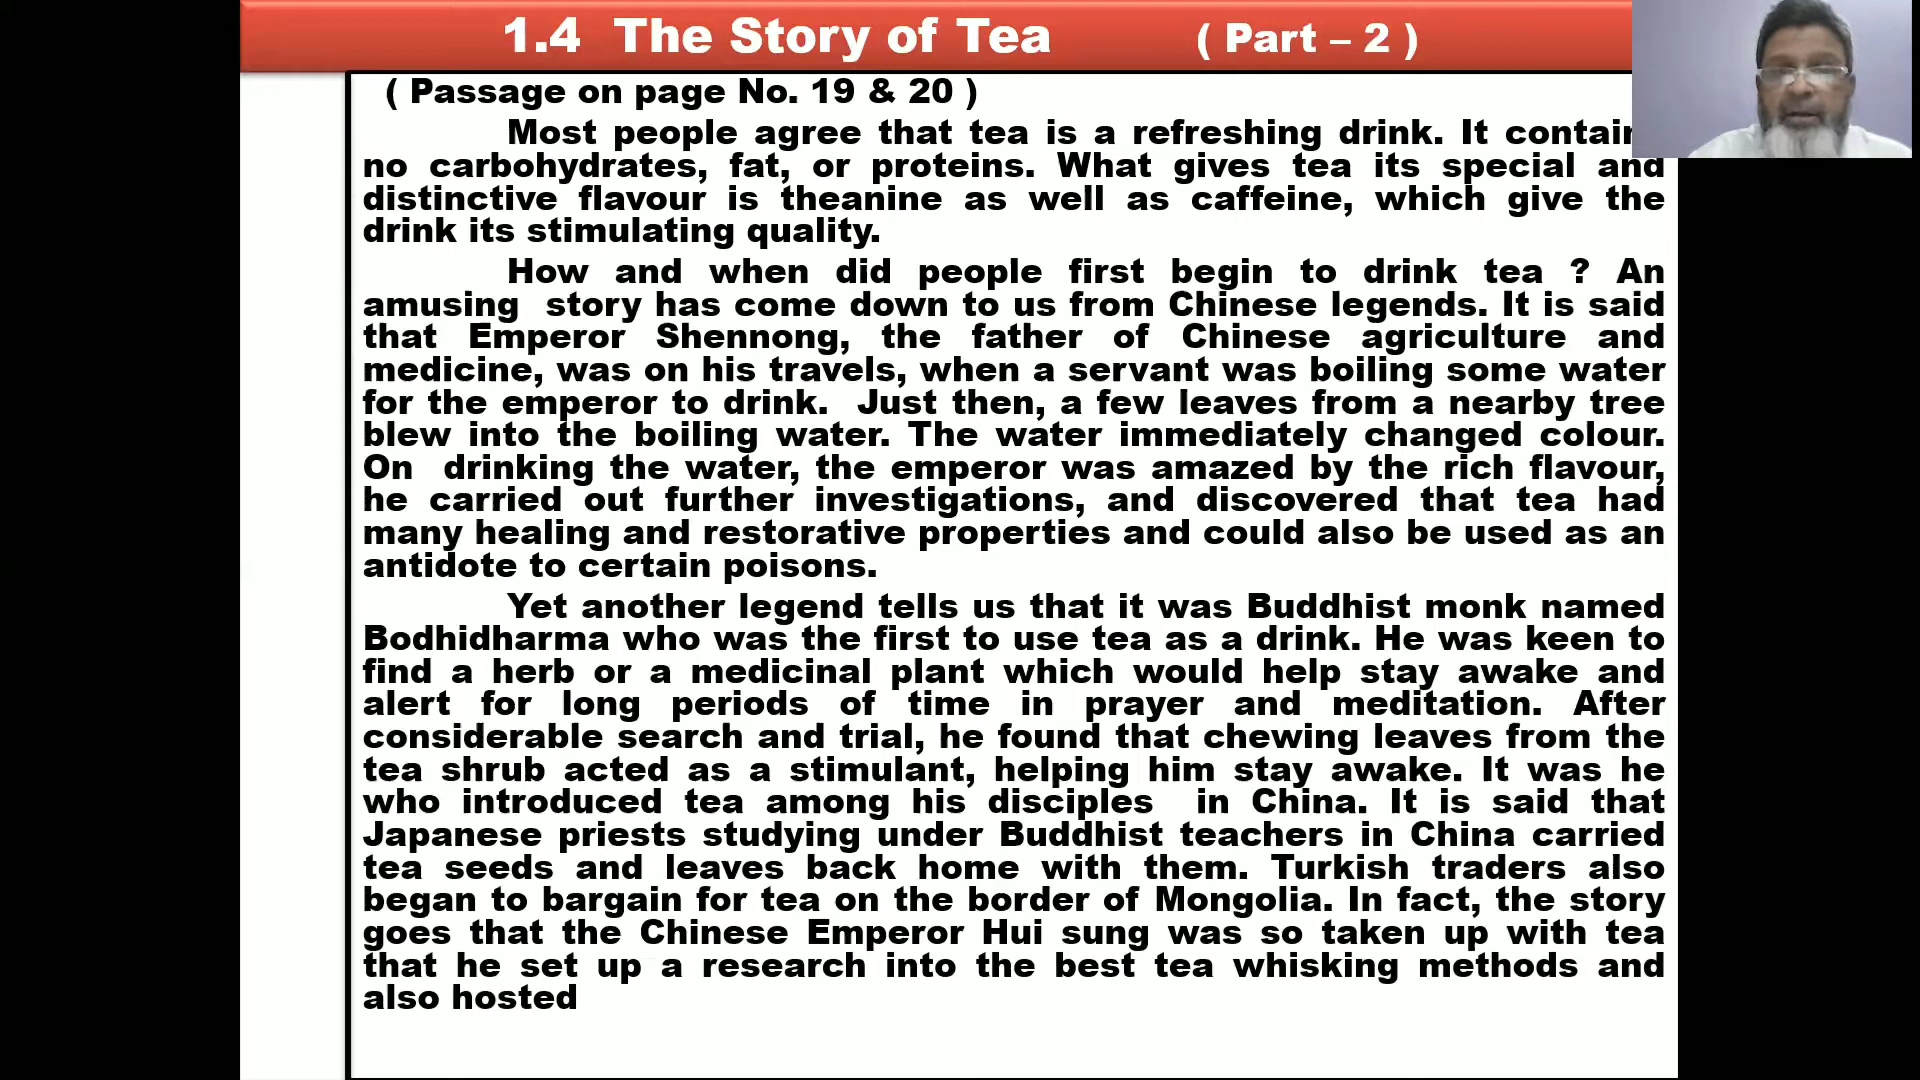 1.4 The Story of Tea ( Part – 2 )
( Passage on page No. 19 & 20 )
Most people agree that tea is a refreshing drink. It contain
no carbohydrates, fat, or proteins. What gives tea its special and
distinctive flavour is theanine as well as caffeine, which give the
drink its stimulating quality.
How and when did people first begin to drink tea ? An
amusing story has come down to us from Chinese legends. It is said
that Emperor Shennong, the father of Chinese agriculture and
medicine, was on his travels, when a servant was boiling some water
for the emperor to drink. Just then, a few leaves from a nearby tree
blew into the boiling water. The water immediately changed colour.
On drinking the water, the emperor was amazed by the rich flavour,
he carried out further investigations, and discovered that tea had
many healing and restorative properties and could also be used as an
antidote to certain poisons.
Yet another legend tells us that it was Buddhist monk named
Bodhidharma who was the first to use tea as a drink. He was keen to
find a herb or a medicinal plant which would help stay awake and
alert for long periods of time in prayer and meditation. After
considerable search and trial, he found that chewing leaves from the
tea shrub acted as a stimulant, helping him stay awake. It was he
who introduced tea among his disciples in China. It is said that
Japanese priests studying under Buddhist teachers in China carried
tea seeds and leaves back home with them. Turkish traders also
began to bargain for tea on the border of Mongolia. In fact, the story
goes that the Chinese Emperor Hui sung was so taken up with tea
that he set up a research into the best tea whisking methods and
also hosted